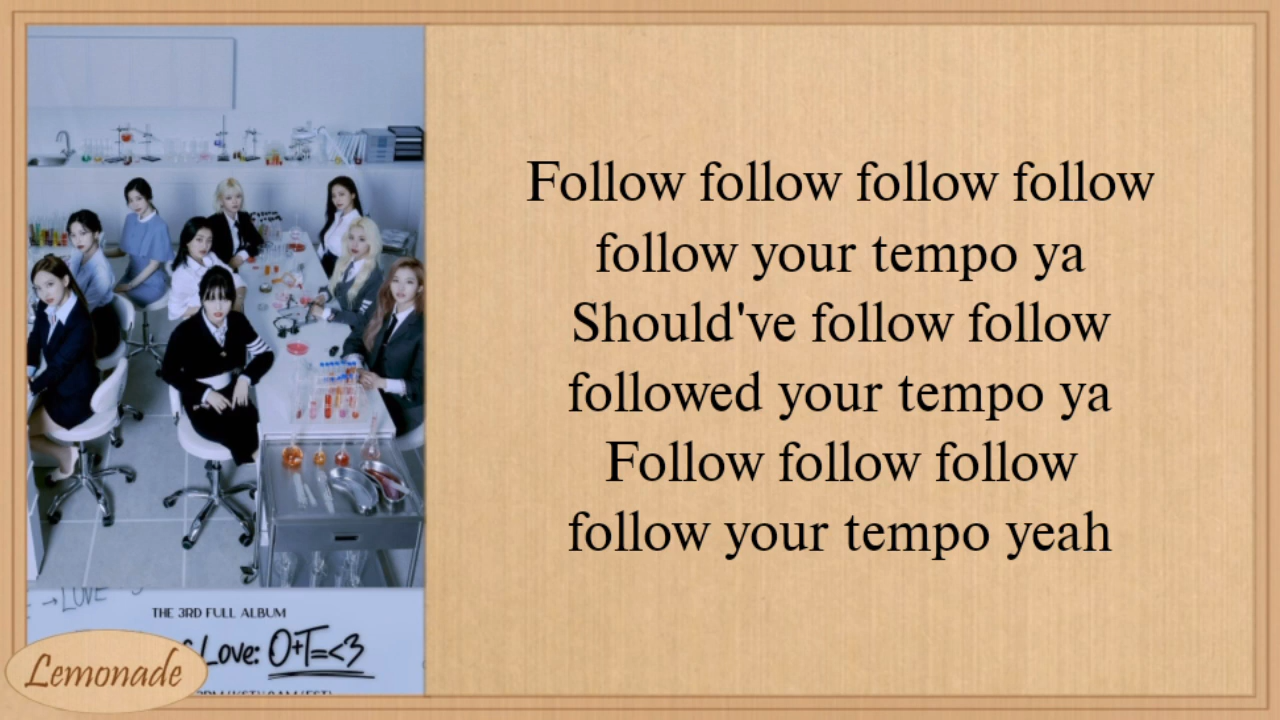 →LOVE
THE 3RD FULL ALBUM
Love: O+T=<3
Lemonade
Follow follow follow follow
follow your tempo ya
Should've follow follow
followed your tempo ya
Follow follow follow
follow your tempo yeah